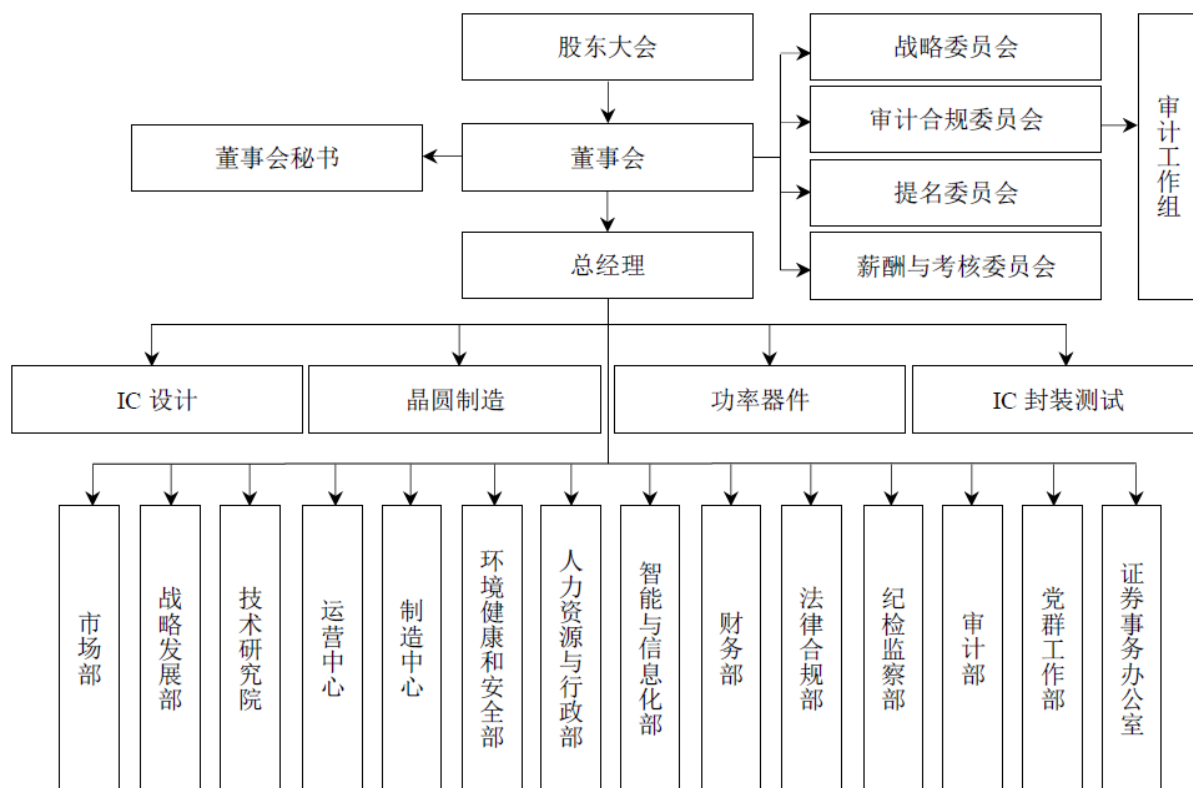 股东大会
战略委员会
审计合规委员会
审计工作组
董事会秘书
董事会
提名委员会
总经理
薪酬与考核委员会
IC 设计
晶圆制造
功率器件
IC 封装测试
市场部
战略发展部
技术研究院
运营中心
制造中心
环境健康和安全部
人力资源与行政部
智能与信息化部
财务部
法律合规部
纪检监察部
审计部
党群工作部
证券事务办公室